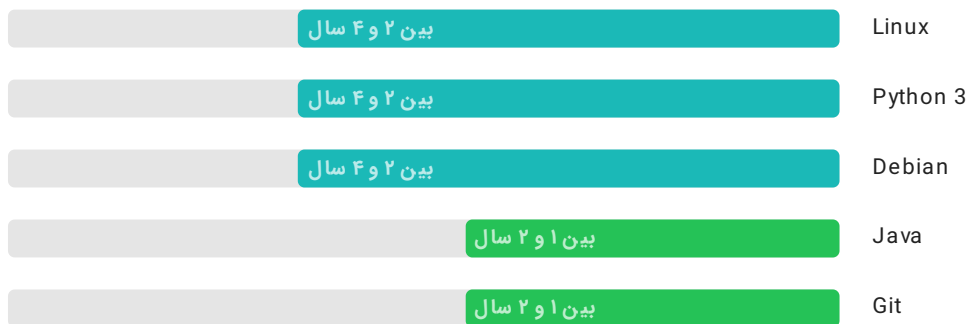 Linux
بین ۲ و ۴ سال
Python 3
بین ۲ و ۴ سال
Debian
بین ۲ و ۴ سال
Java
بین ۱ و ۲ سال
Git
بین ۱ و ۲ سال